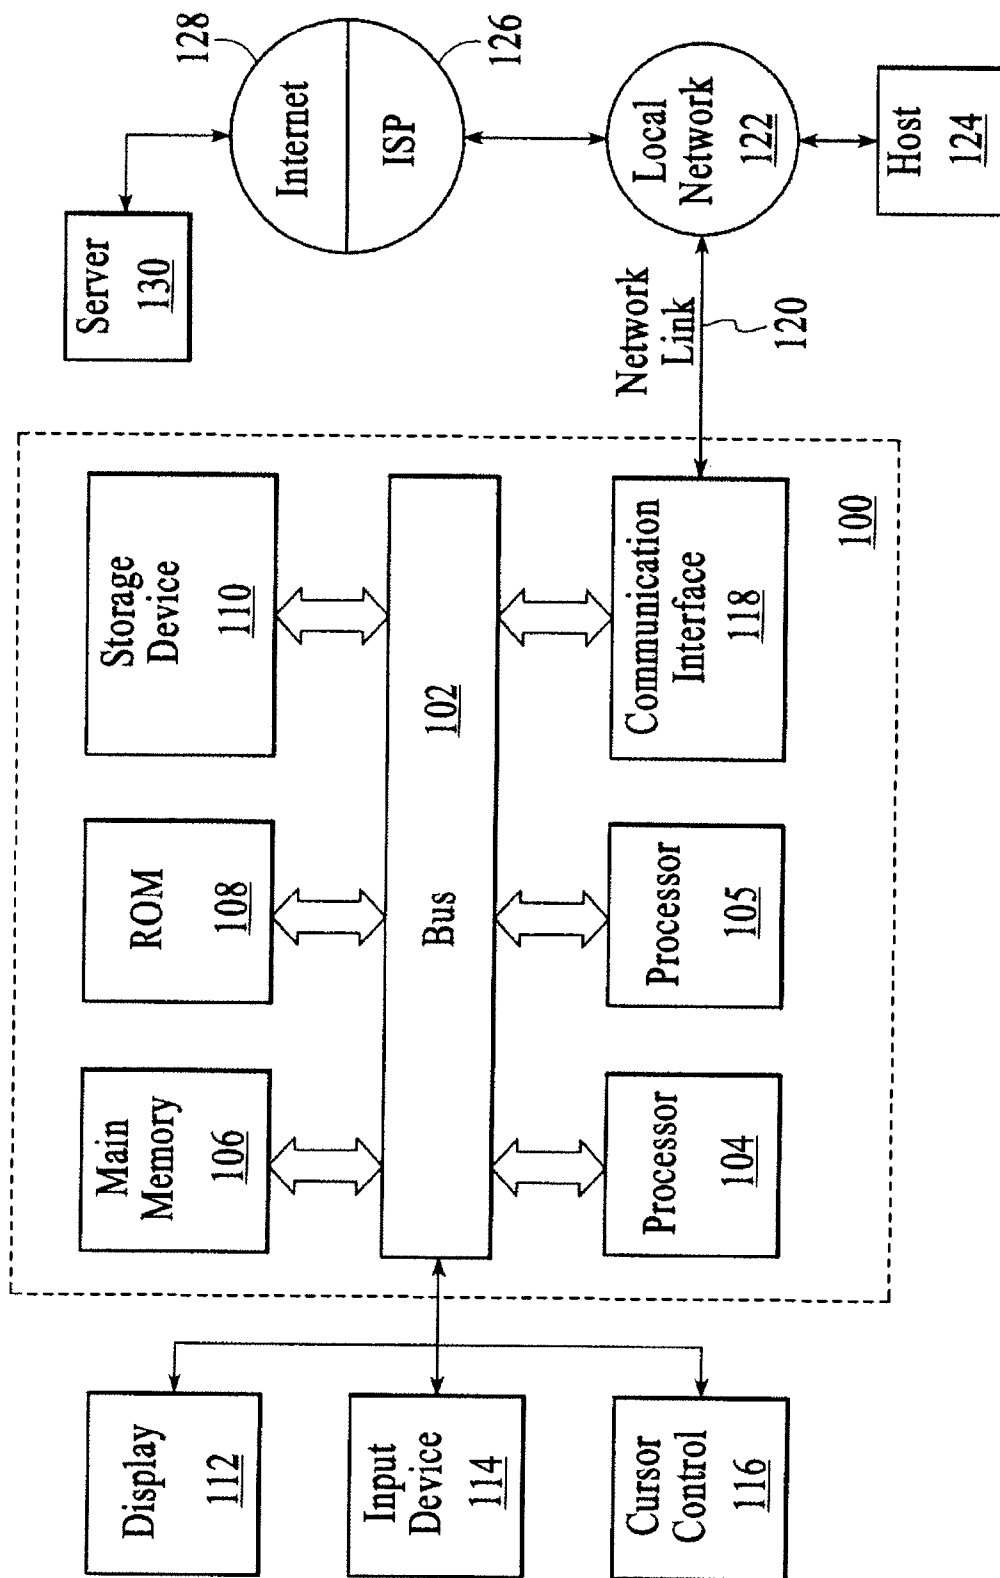 Display
112
Input
Device
114
Cursor
Control
116
Main
Memory
106
ROM
108
Storage
Device
110
Bus
102
Processor
104
Processor
105
Communication
Interface
118
100
Network
Link
120
Server
130
128
Internet
ISP
126
Local
Network
122
Host
124